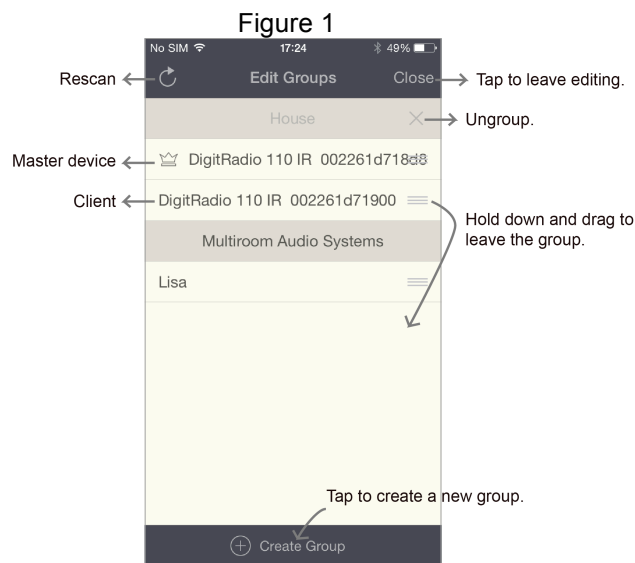 Figure 1
No SIM 17:24 49%
Rescan Edit Groups Close Tap to leave editing.
House Ungroup.
Master device DigitRadio 110 IR 002261d718d8
Client DigitRadio 110 IR 002261d71900
Hold down and drag to
leave the group.
Multiroom Audio Systems
Lisa
Tap to create a new group.
Create Group